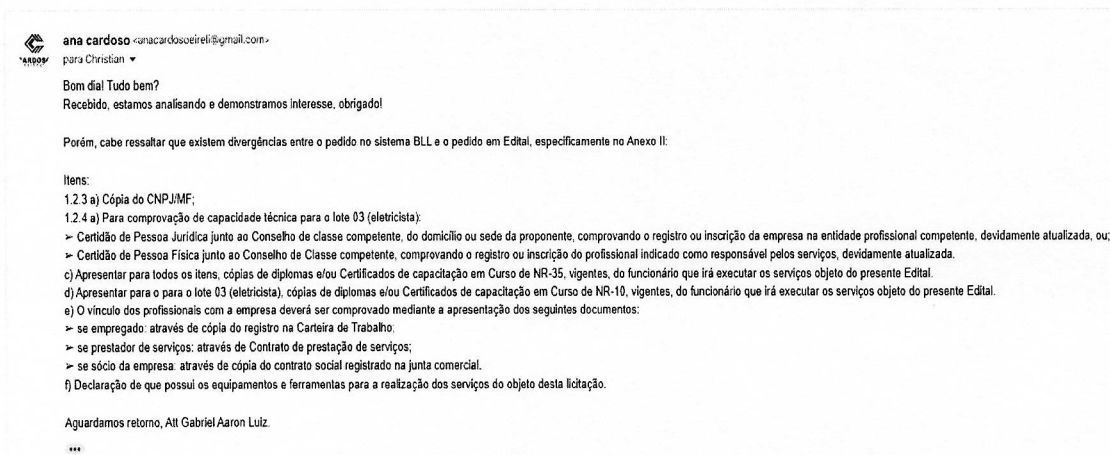 ana cardoso <anacardosoeireli@gmail.com>
para Christian
Bom dia! Tudo bem?
Recebido, estamos analisando e demonstramos interesse, obrigado!
Porém, cabe ressaltar que existem divergências entre o pedido no sistema BLL e o pedido em Edital, especificamente no Anexo II:
Itens:
1.2.3 a) Cópia do CNPJ/MF;
1.2.4 a) Para comprovação de capacidade técnica para o lote 03 (eletricista):
➢ Certidão de Pessoa Jurídica junto ao Conselho de classe competente, do domicílio ou sede da proponente, comprovando o registro ou inscrição da empresa na entidade profissional competente, devidamente atualizada, ou;
➢ Certidão de Pessoa Física junto ao Conselho de Classe competente, comprovando o registro ou inscrição do profissional indicado como responsável pelos serviços, devidamente atualizada.
c) Apresentar para todos os itens, cópias de diplomas e/ou Certificados de capacitação em Curso de NR-35, vigentes, do funcionário que irá executar os serviços objeto do presente Edital.
d) Apresentar para o para o lote 03 (eletricista), cópias de diplomas e/ou Certificados de capacitação em Curso de NR-10, vigentes, do funcionário que irá executar os serviços objeto do presente Edital.
e) O vínculo dos profissionais com a empresa deverá ser comprovado mediante a apresentação dos seguintes documentos:
➢ se empregado: através de cópia do registro na Carteira de Trabalho;
➢ se prestador de serviços: através de Contrato de prestação de serviços;
➢ se sócio da empresa: através de cópia do contrato social registrado na junta comercial.
f) Declaração de que possui os equipamentos e ferramentas para a realização dos serviços do objeto desta licitação.
Aguardamos retorno, Att Gabriel Aaron Luiz.